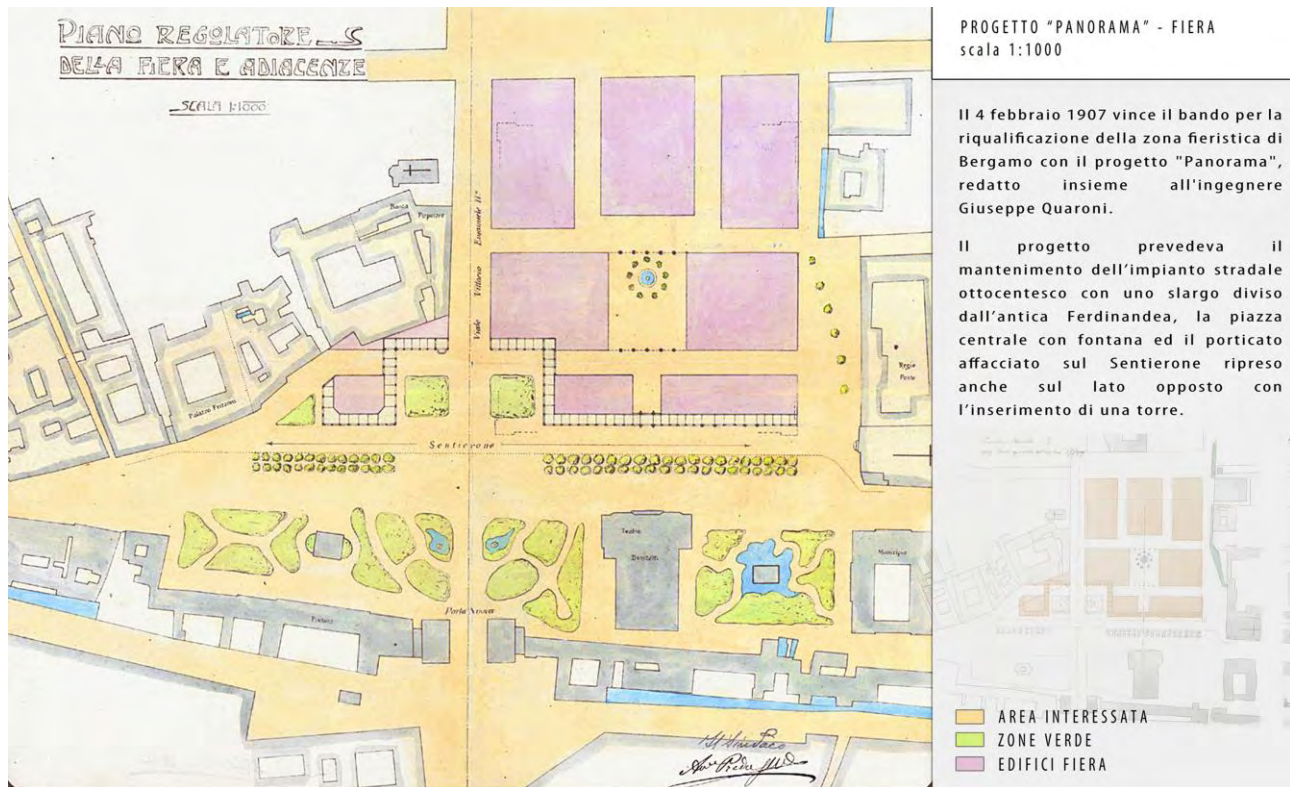 PIANO REGOLATORE
DELLA FIERA E ADIACENZE
SCALA 1:1000
Banca
Popolare
Viale Vittorio Emanuele II°
Regie
Poste
Palazzo Frizzoni
Sentierone
Teatro
Donizetti
Municipio
Porta Nuova
Il Sindaco
PROGETTO "PANORAMA" - FIERA
scala 1:1000
Il 4 febbraio 1907 vince il bando per la
riqualificazione della zona fieristica di
Bergamo con il progetto "Panorama",
redatto insieme all'ingegnere
Giuseppe Quaroni.
Il progetto prevedeva il
mantenimento dell'impianto stradale
ottocentesco con uno slargo diviso
dall'antica Ferdinandea, la piazza
centrale con fontana ed il porticato
affacciato sul Sentierone ripreso
anche sul lato opposto con
l'inserimento di una torre.
AREA INTERESSATA
ZONE VERDE
EDIFICI FIERA